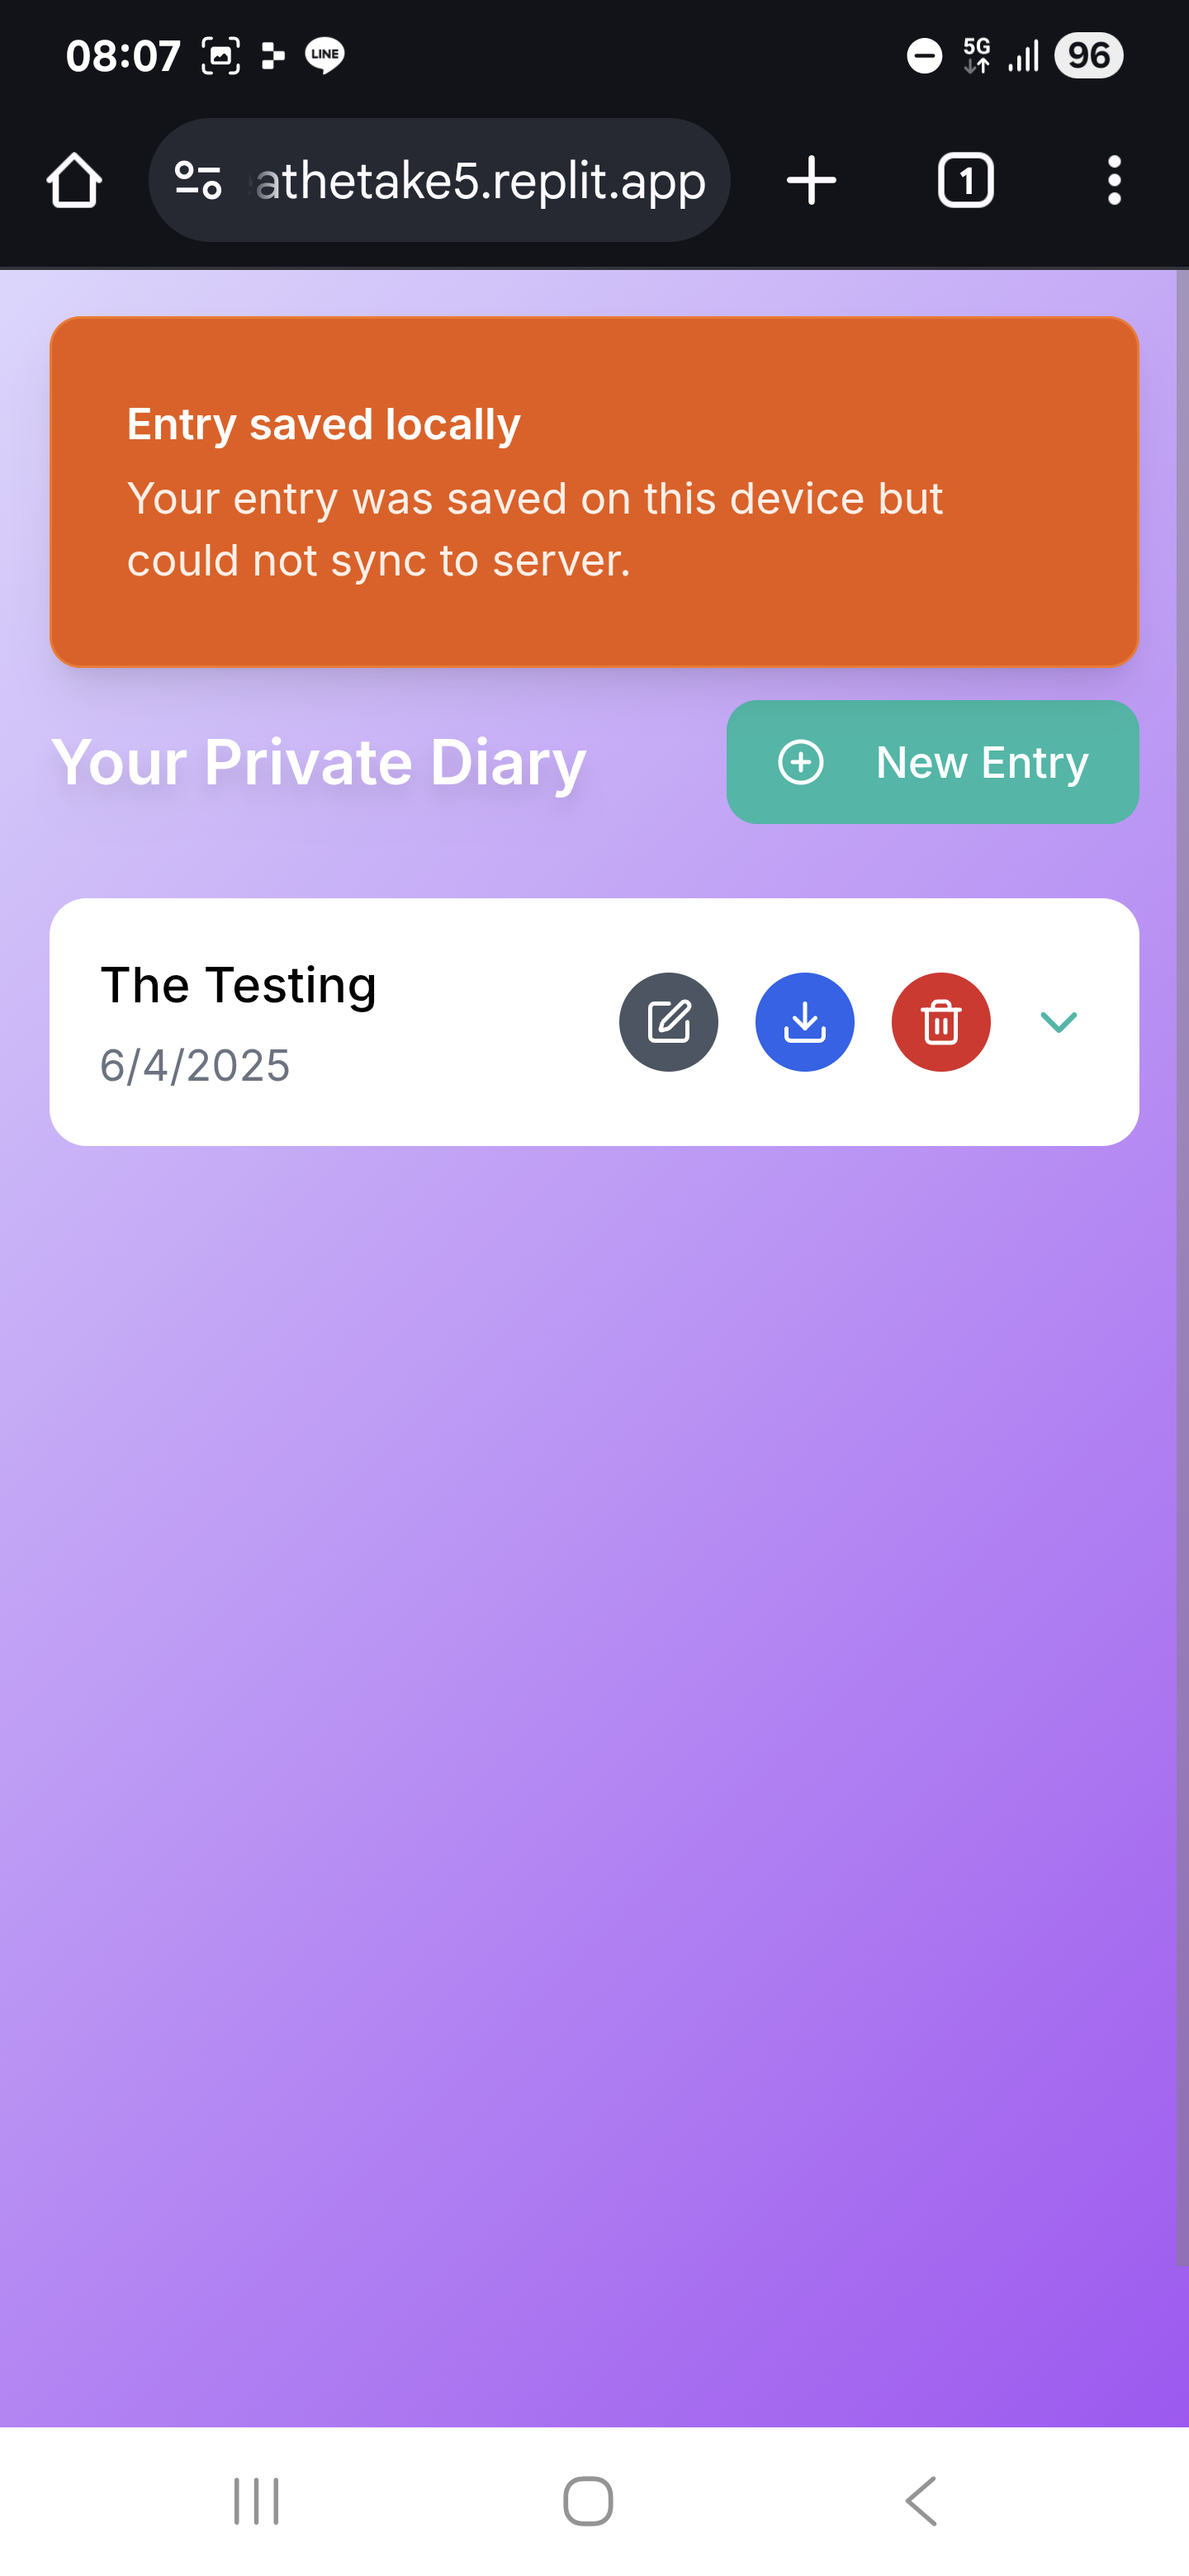 08:07
LINE
5G
96
athetake5.replit.app
1
Entry saved locally
Your entry was saved on this device but
could not sync to server.
Your Private Diary
New Entry
The Testing
6/4/2025